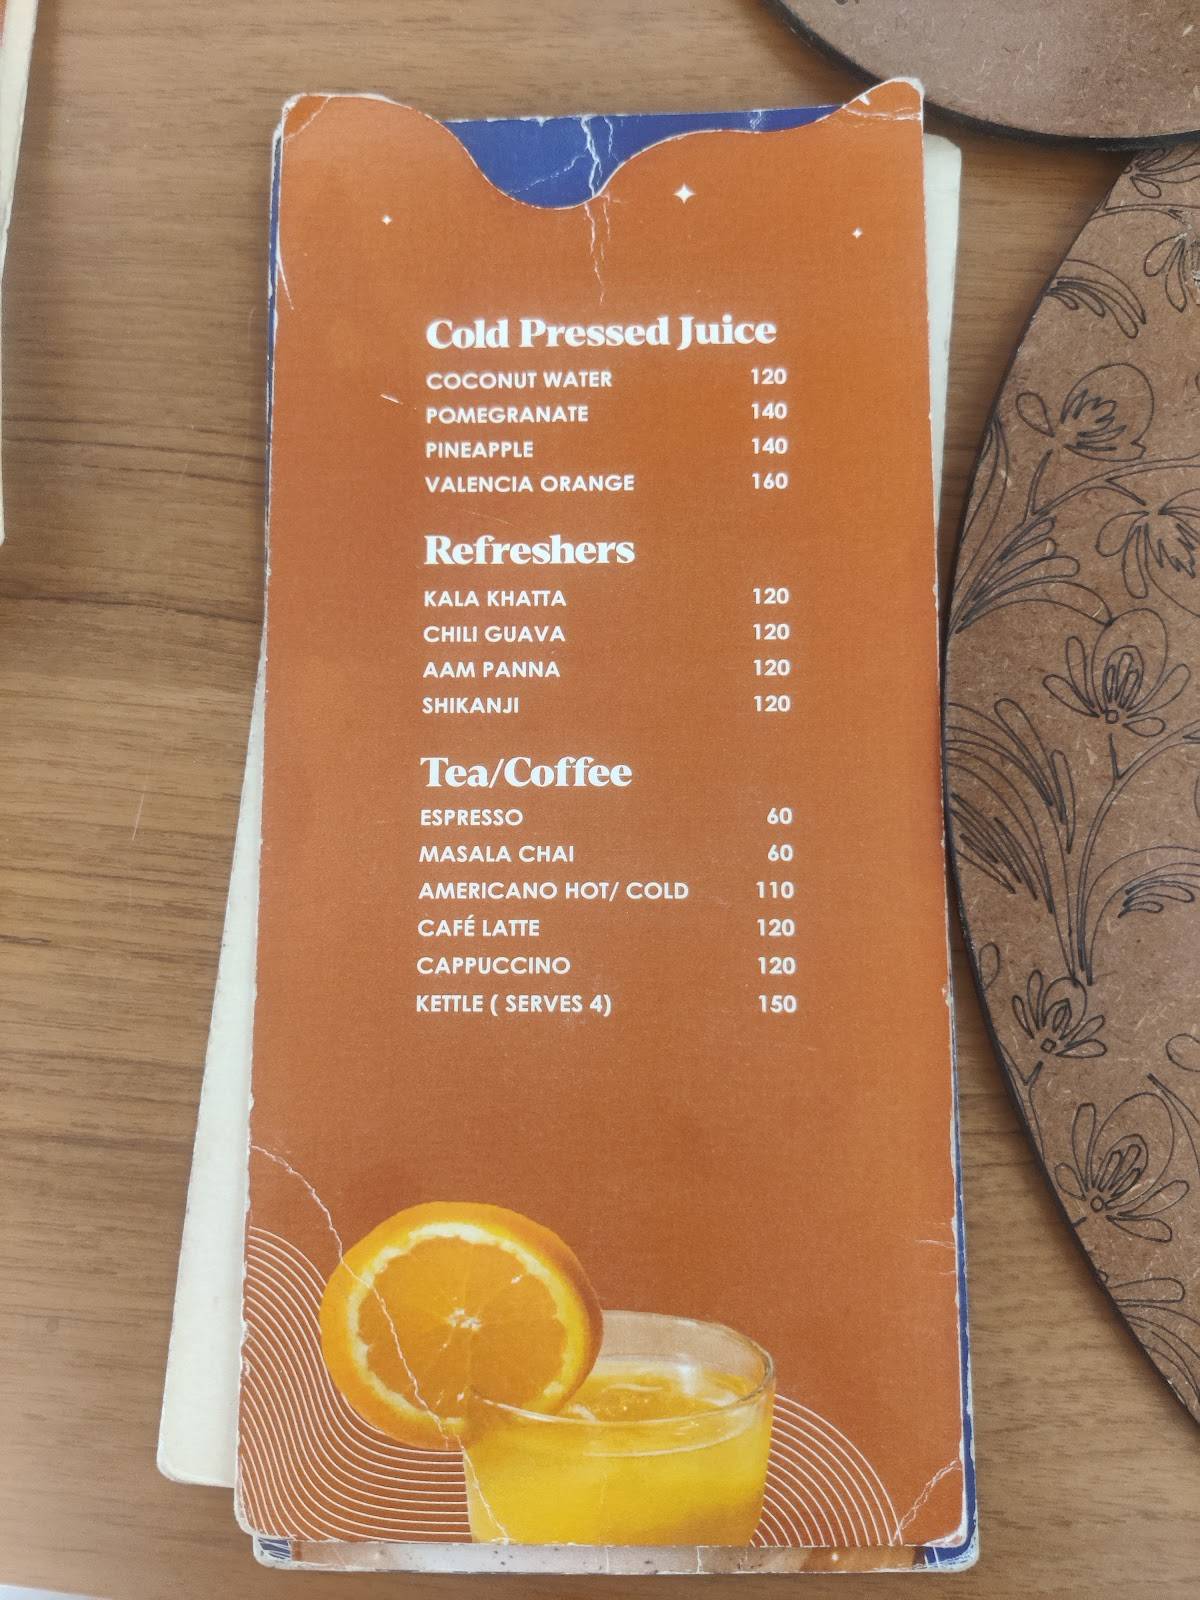 Cold Pressed Juice
COCONUT WATER 120
POMEGRANATE 140
PINEAPPLE 140
VALENCIA ORANGE 160
Refreshers
KALA KHATTA 120
CHILI GUAVA 120
AAM PANNA 120
SHIKANJI 120
Tea/Coffee
ESPRESSO 60
MASALA CHAI 60
AMERICANO HOT/ COLD 110
CAFÉ LATTE 120
CAPPUCCINO 120
KETTLE ( SERVES 4) 150